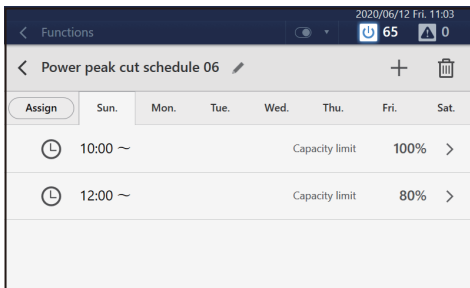 2020/06/12 Fri. 11:03
Functions 65 0
Power peak cut schedule 06
Assign Sun. Mon. Tue. Wed. Thu. Fri. Sat.
10:00 ～ Capacity limit 100%
12:00 ～ Capacity limit 80%